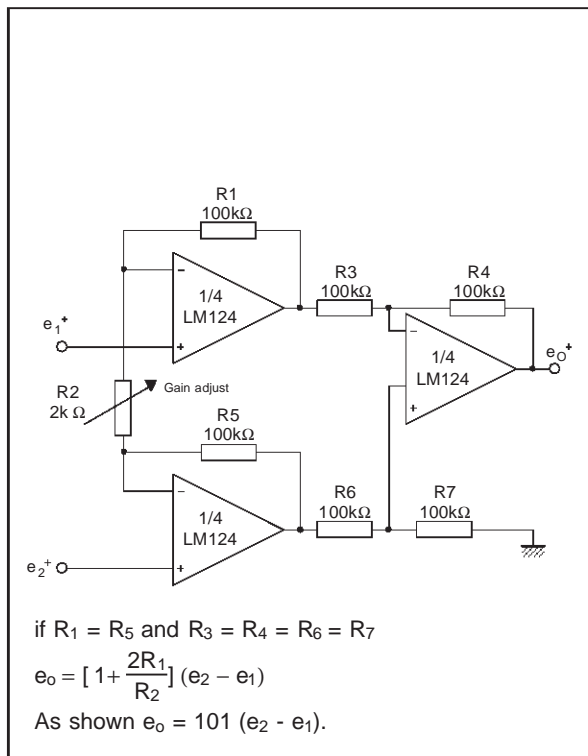 R1
100kΩ
R3
100kΩ
R4
100kΩ
-
1/4
LM124
+
e1+
-
1/4
LM124
+
eO+
R2
2k Ω
Gain adjust
R5
100kΩ
-
1/4
LM124
+
e2+
R6
100kΩ
R7
100kΩ
if R1 = R5 and R3 = R4 = R6 = R7
eo = [ 1+ 2R1/R2 ] (e2 – e1)
As shown eo = 101 (e2 - e1).